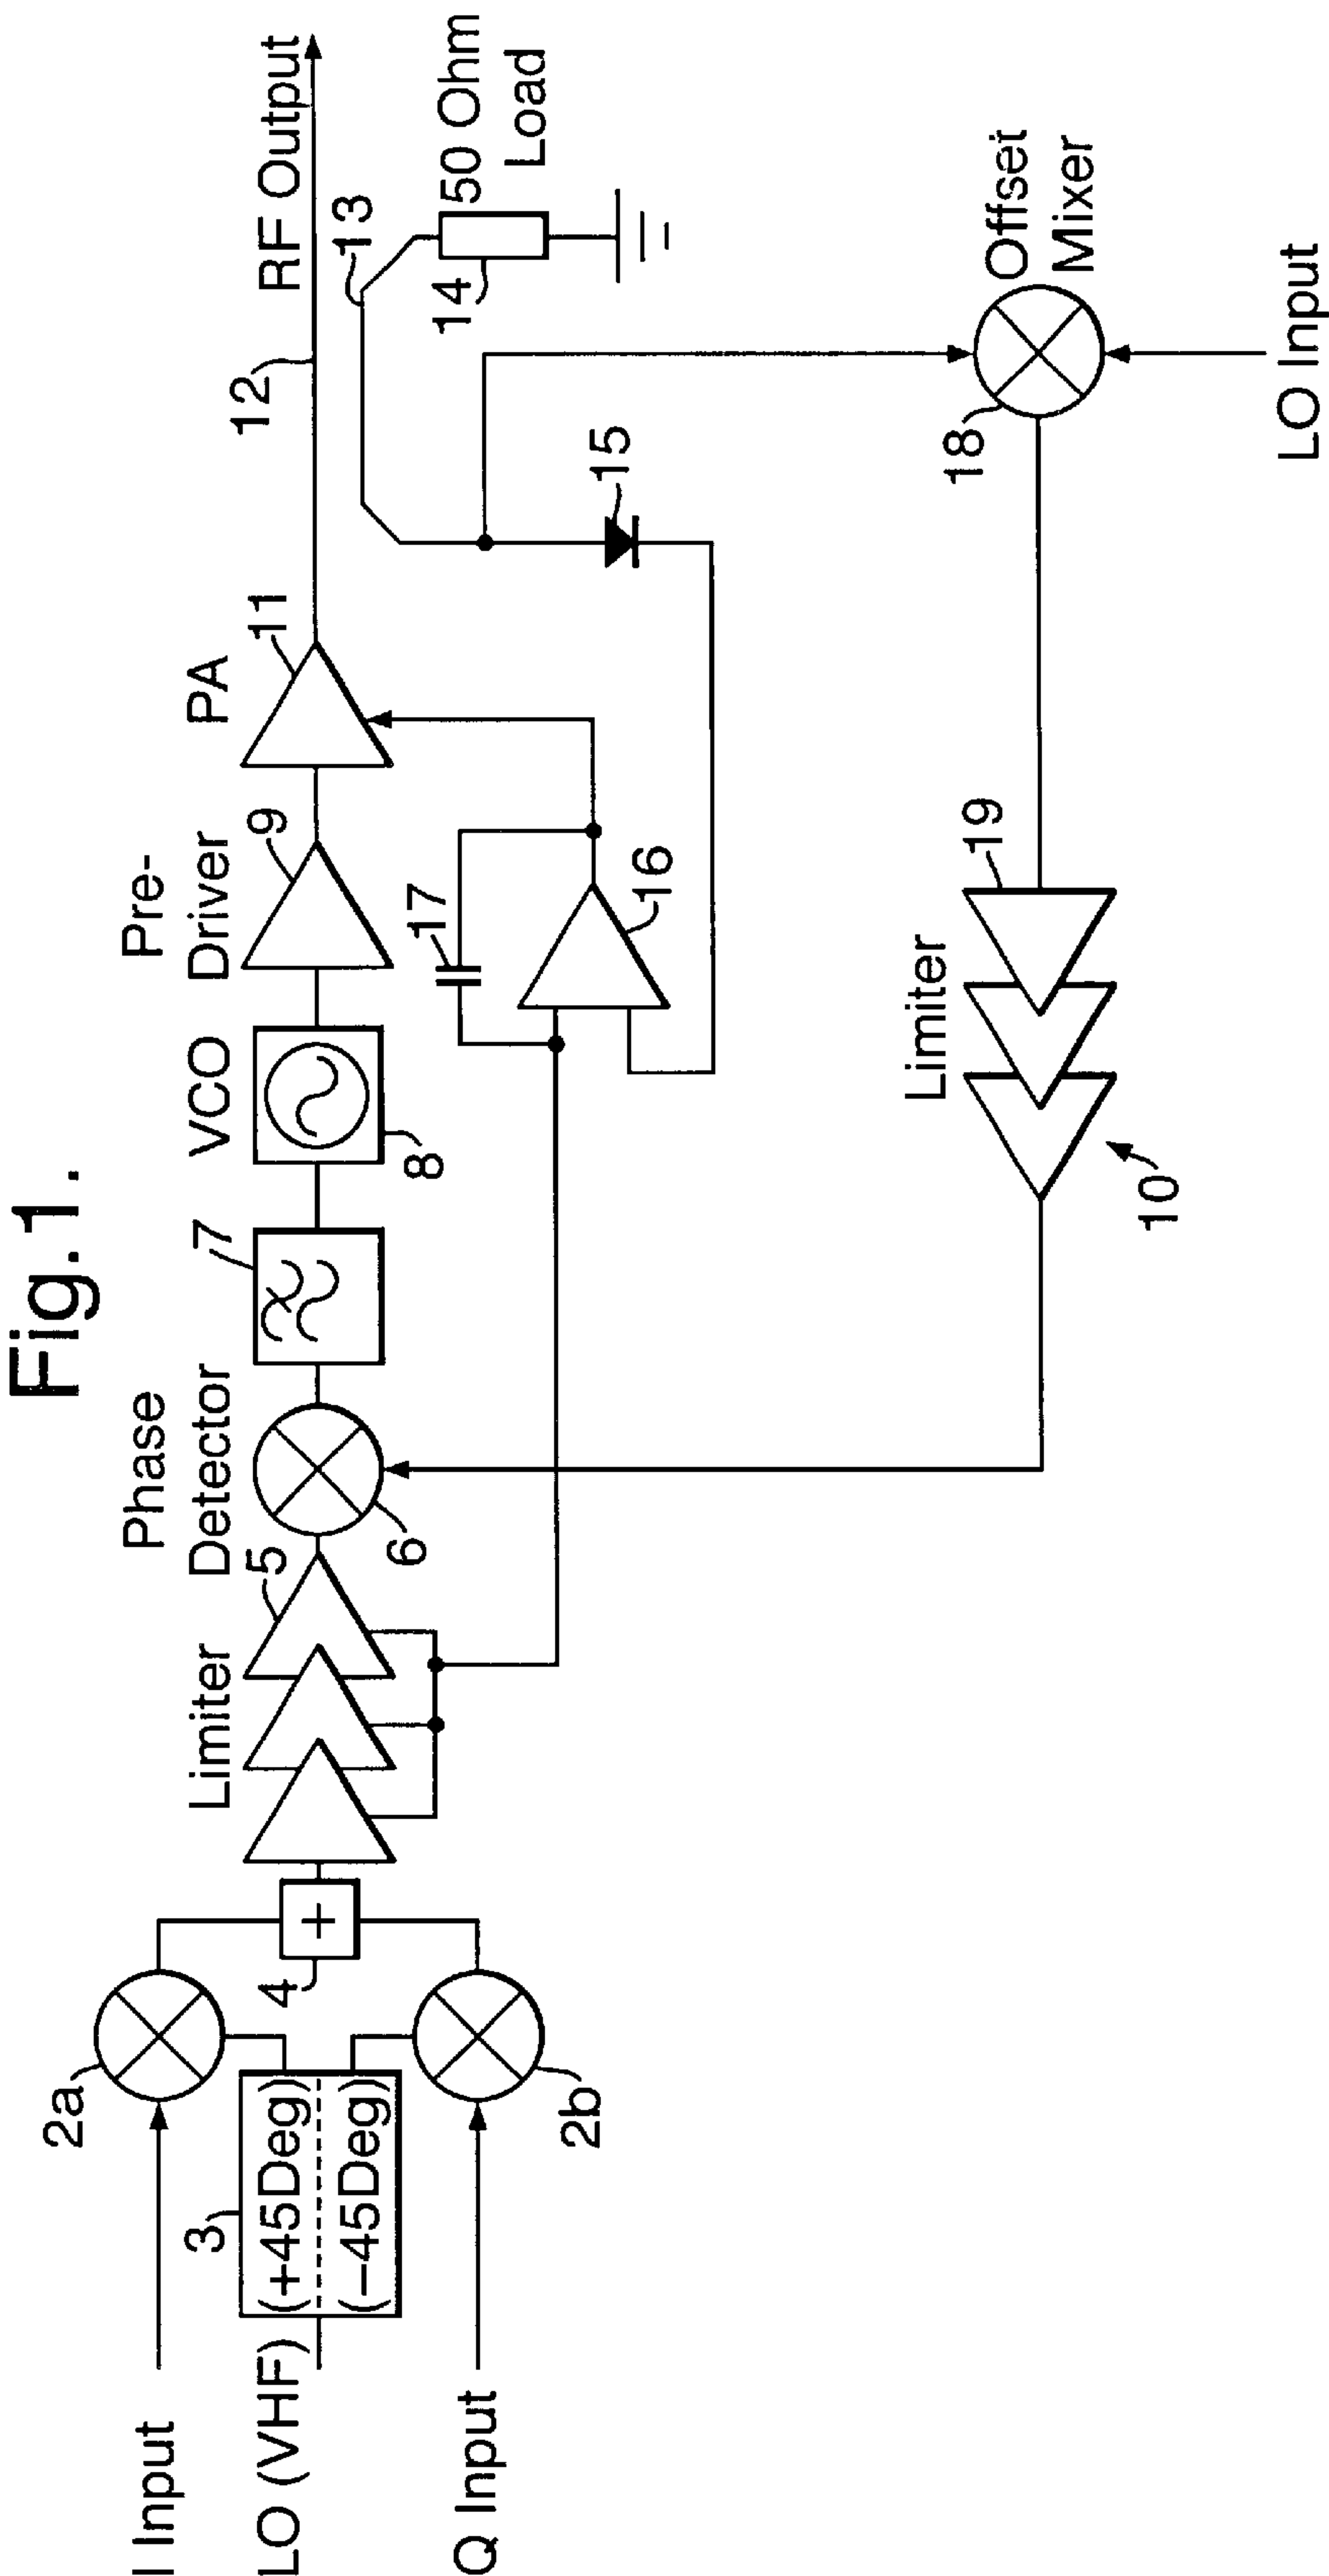 Fig.1.
I Input
LO (VHF)
Q Input
2a
3
(+45Deg)
(−45Deg)
2b
4
Limiter
5
Phase
Detector
6
7
VCO
8
Pre-
Driver
9
PA
11
12
RF Output
13
14
50 Ohm
Load
15
16
17
Offset
Mixer
18
LO Input
Limiter
19
10